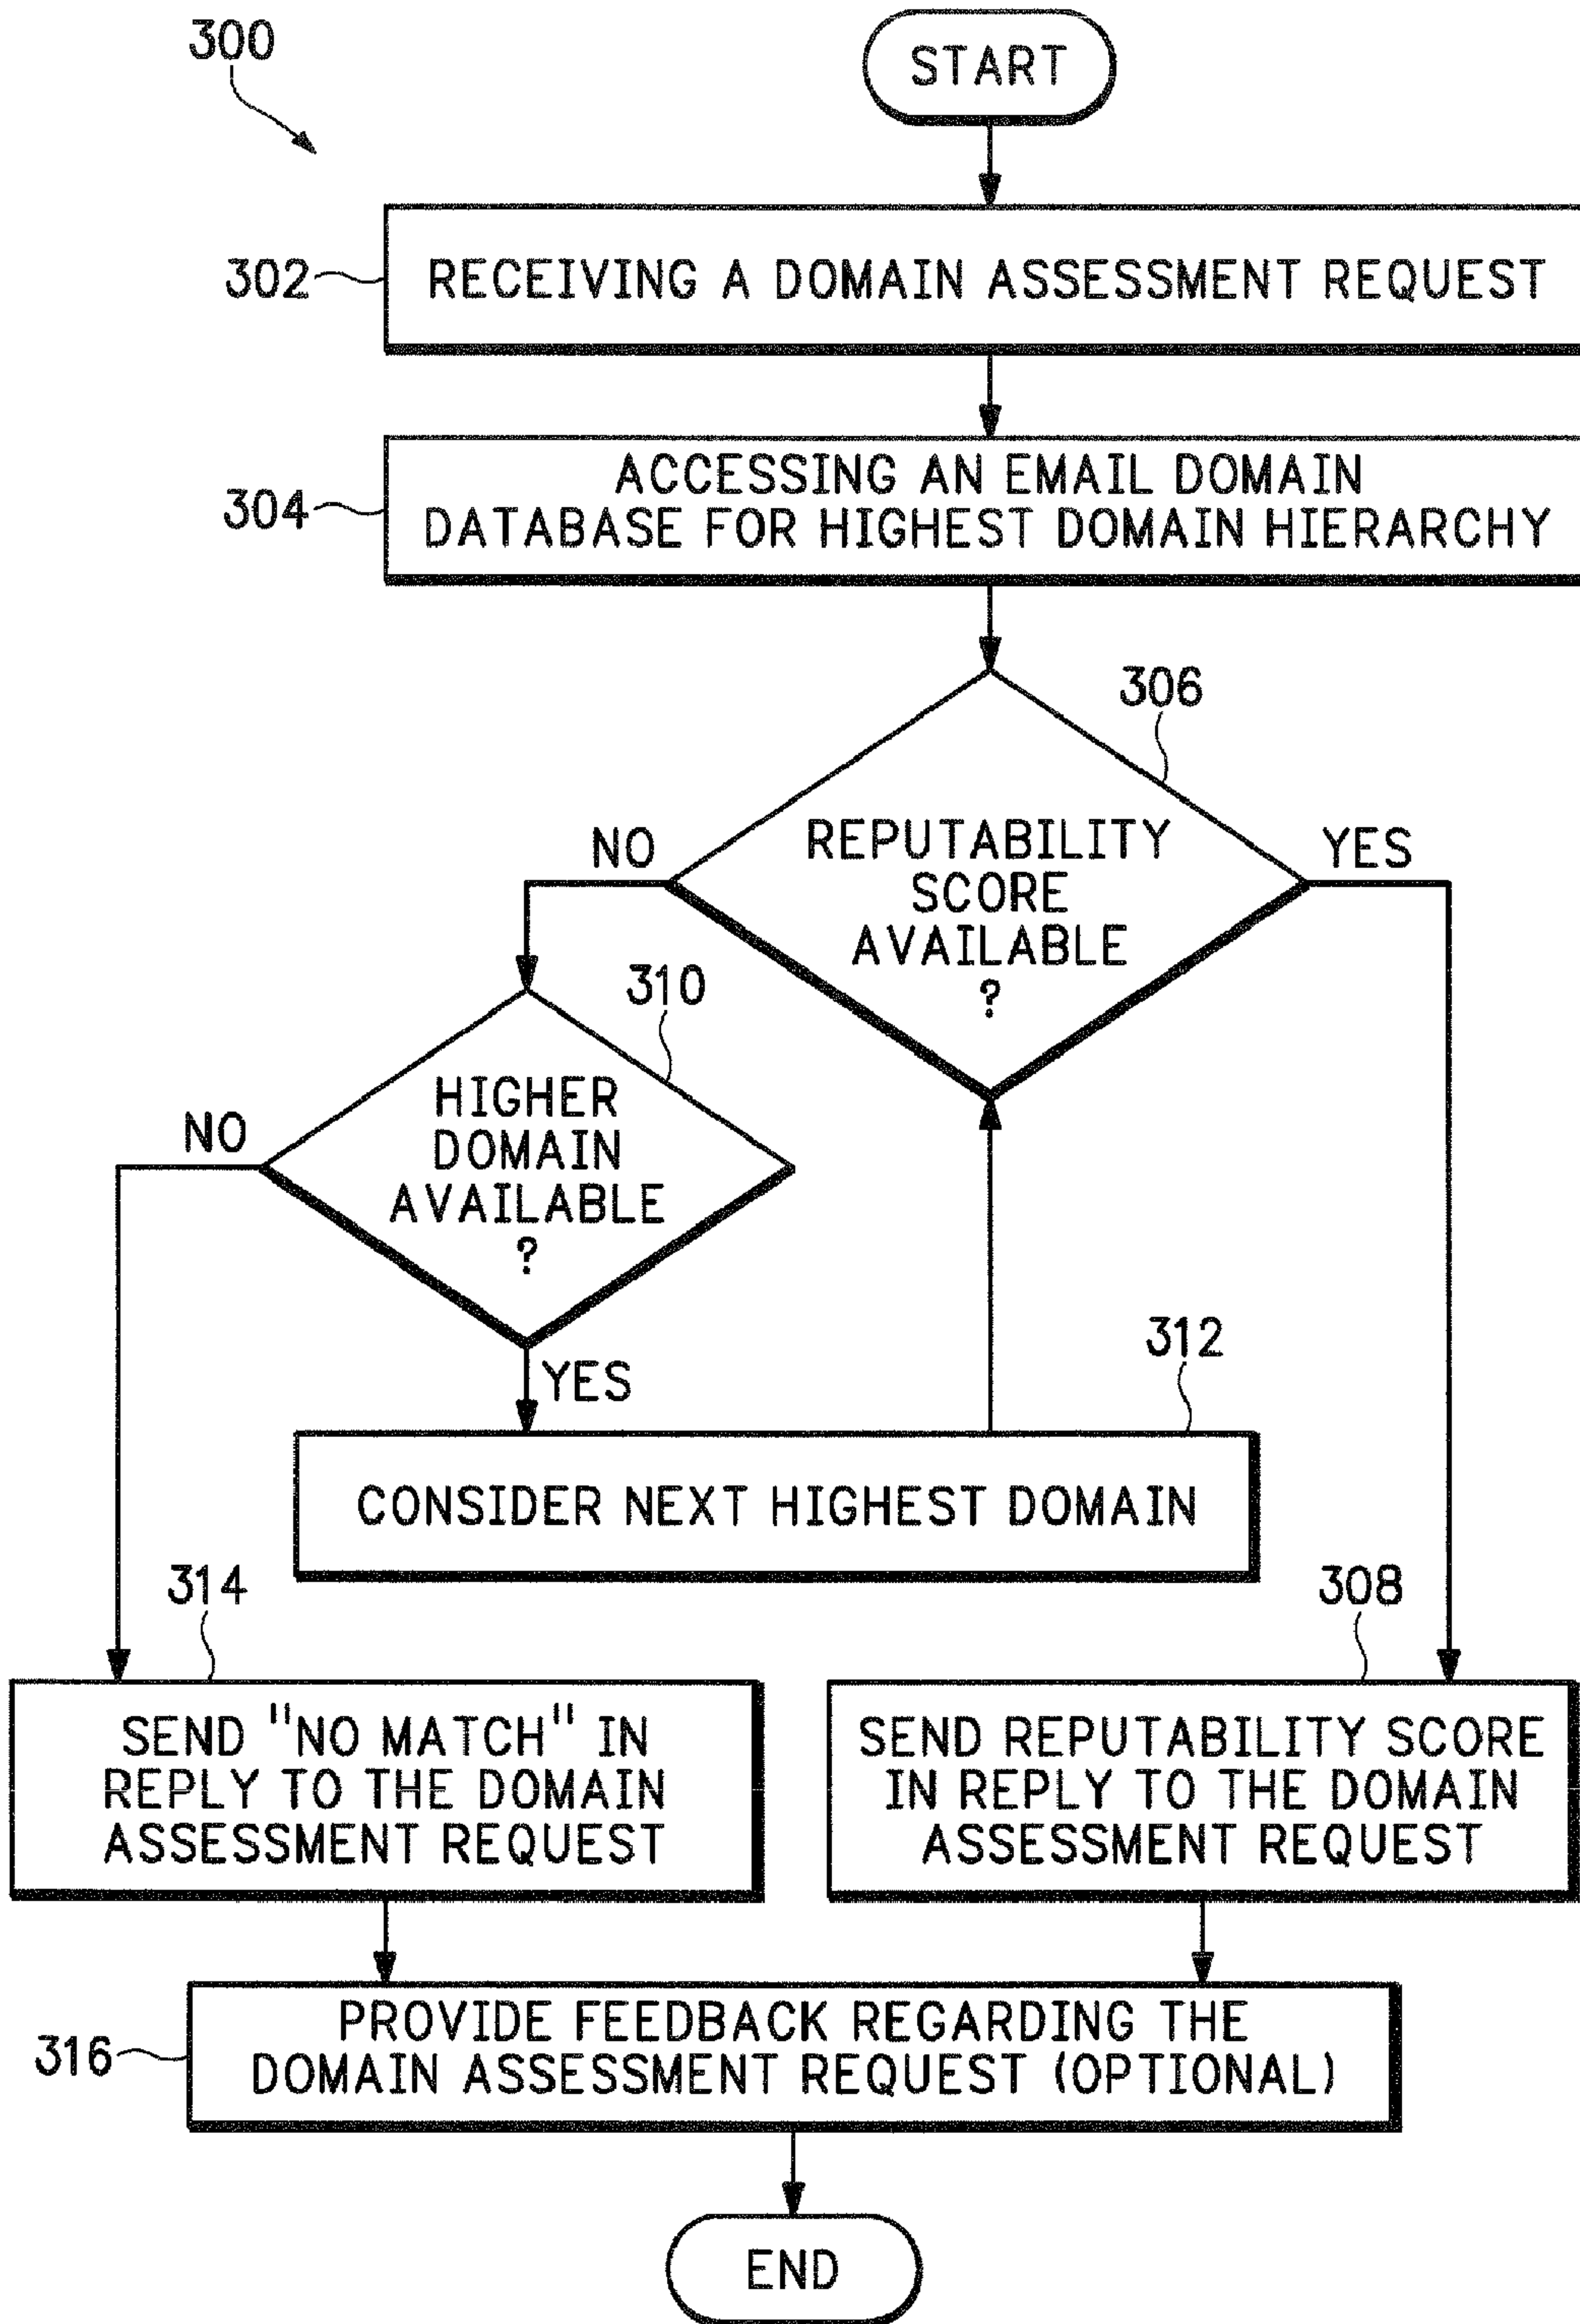 300
START
302
RECEIVING A DOMAIN ASSESSMENT REQUEST
304
ACCESSING AN EMAIL DOMAIN
DATABASE FOR HIGHEST DOMAIN HIERARCHY
306
NO
REPUTABILITY
SCORE
AVAILABLE
?
YES
310
NO
HIGHER
DOMAIN
AVAILABLE
?
YES
312
CONSIDER NEXT HIGHEST DOMAIN
314
SEND "NO MATCH" IN
REPLY TO THE DOMAIN
ASSESSMENT REQUEST
308
SEND REPUTABILITY SCORE
IN REPLY TO THE DOMAIN
ASSESSMENT REQUEST
316
PROVIDE FEEDBACK REGARDING THE
DOMAIN ASSESSMENT REQUEST (OPTIONAL)
END